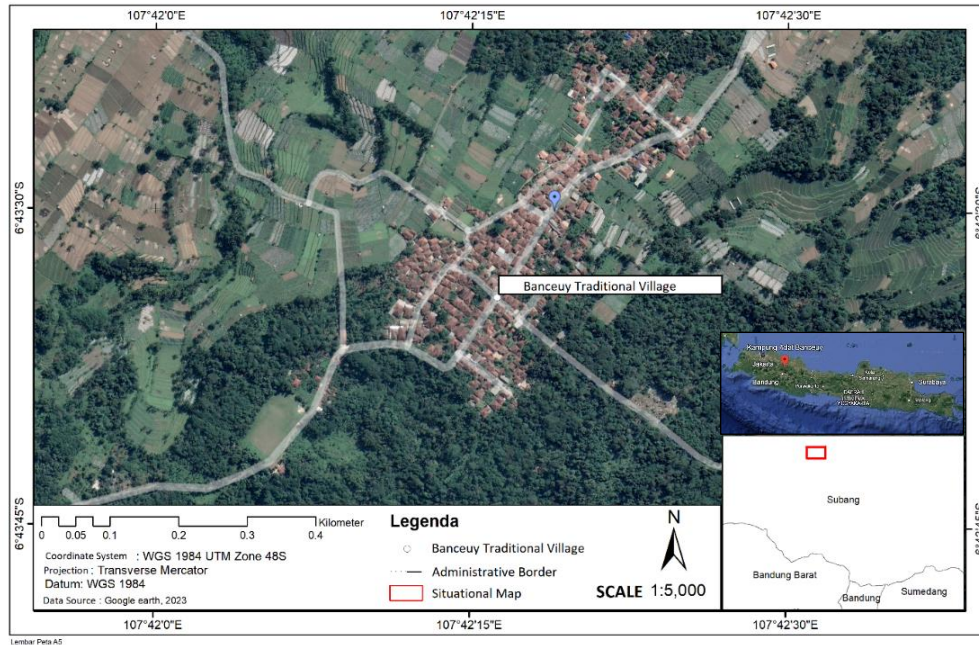 107°42'0"E
107°42'15"E
107°42'30"E
6°43'30"S
Banceuy Traditional Village
Kampung Adat Banceuy
Jakarta
Bandung
Kota
Semarang
Surabaya
YOGYAKARTA
Subang
Bandung Barat
Bandung
Sumedang
6°43'45"S
Kilometer
0 0.05 0.1 0.2 0.3 0.4
Coordinate System : WGS 1984 UTM Zone 48S
Projection : Transverse Mercator
Datum: WGS 1984
Data Source : Google earth, 2023
Legenda
Banceuy Traditional Village
Administrative Border
Situational Map
N
SCALE 1:5,000
107°42'0"E
107°42'15"E
107°42'30"E
Lembar Peta A5